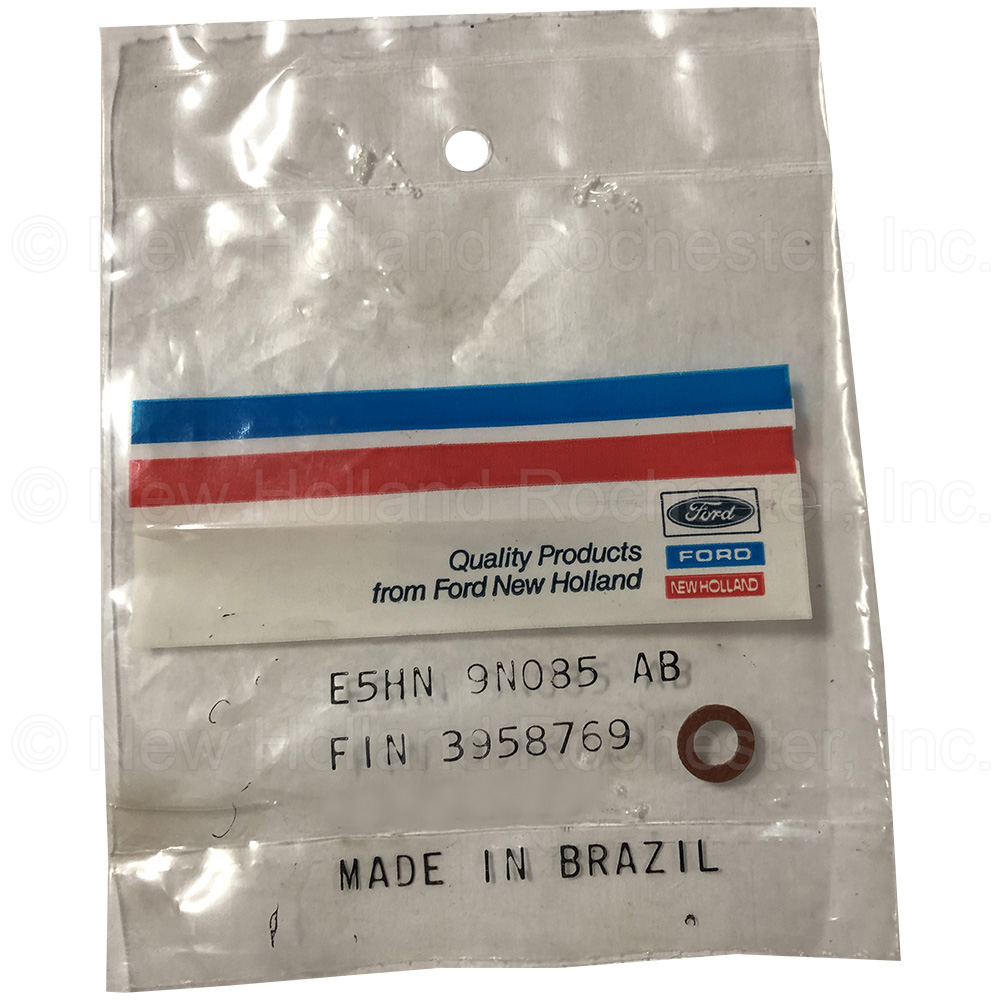 © New Holland Rochester, Inc.
© New Holland Rochester, Inc.
Ford
Quality Products
from Ford New Holland
FORD
NEW HOLLAND
E5HN 9N085 AB
FIN 3958769
© New Holland Rochester, Inc.
MADE IN BRAZIL